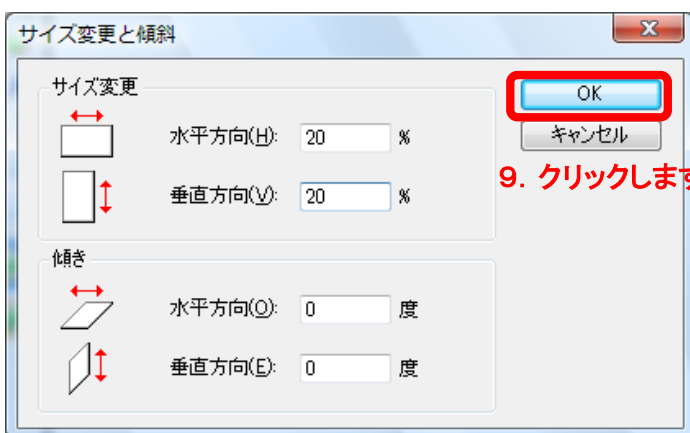 サイズ変更と傾斜
サイズ変更
水平方向(H): 20 %
垂直方向(V): 20 %
傾き
水平方向(O): 0 度
垂直方向(E): 0 度
OK
キャンセル
9. クリックします